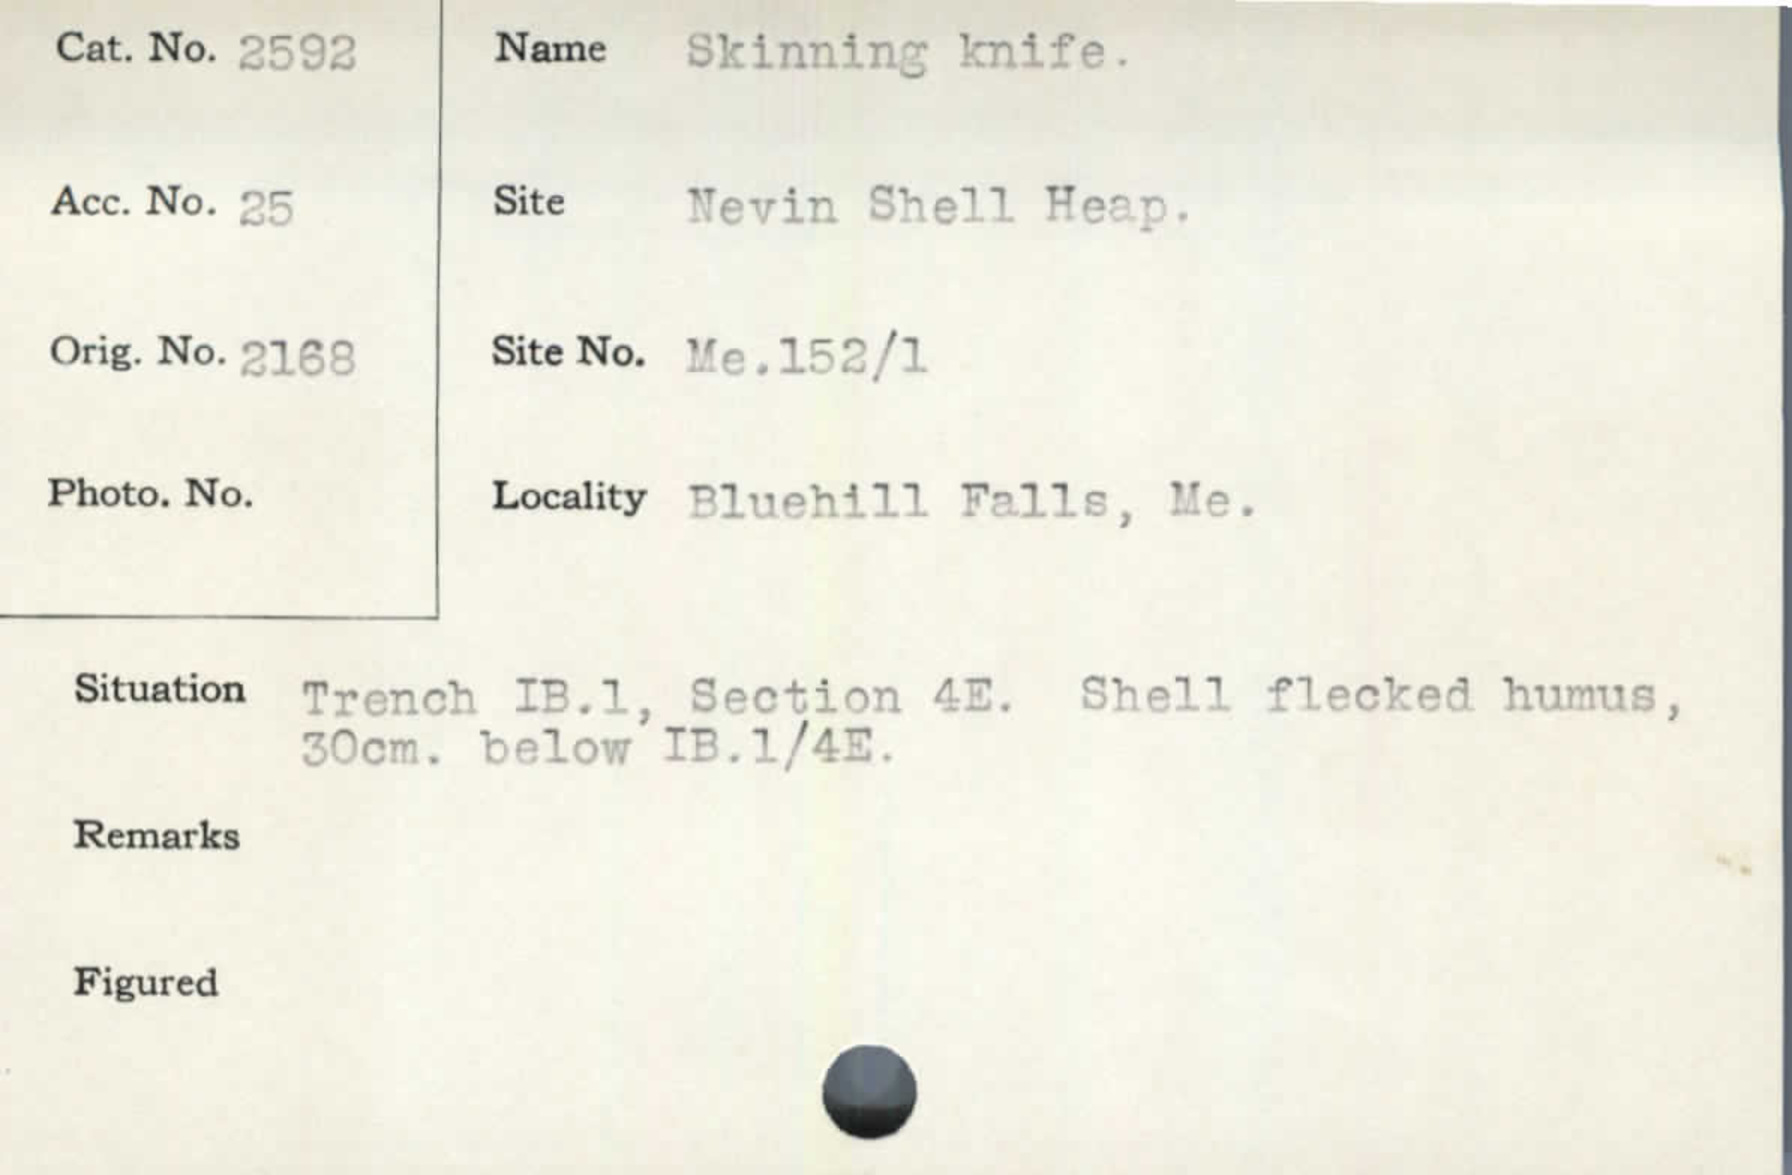 Cat. No. 2592
Name Skinning knife.
Acc. No. 25
Site Nevin Shell Heap.
Orig. No. 2168
Site No. Me.152/1
Photo. No.
Locality Bluehill Falls, Me.
Situation Trench IB.1, Section 4E. Shell flecked humus,
30cm. below IB.1/4E.
Remarks
Figured